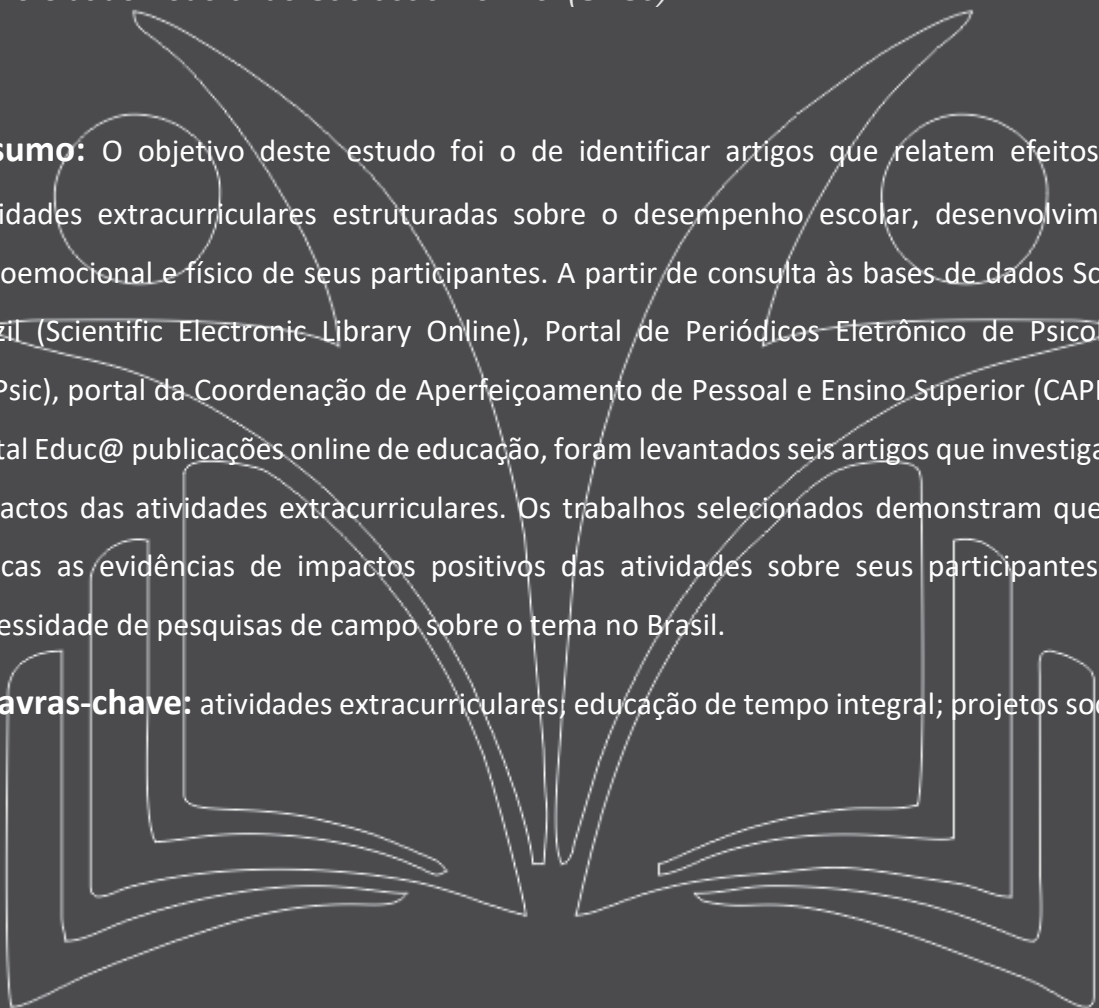 sumo: O objetivo deste estudo foi o de identificar artigos que relatem efeitos
idades extracurriculares estruturadas sobre o desempenho escolar, desenvolvim
ioemocional e físico de seus participantes. A partir de consulta às bases de dados Sc
zil (Scientific Electronic Library Online), Portal de Periódicos Eletrônico de Psicol
Psic), portal da Coordenação de Aperfeiçoamento de Pessoal e Ensino Superior (CAPE
tal Educ@ publicações online de educação, foram levantados seis artigos que investiga
actos das atividades extracurriculares. Os trabalhos selecionados demonstram que
cas as evidências de impactos positivos das atividades sobre seus participantes
essidade de pesquisas de campo sobre o tema no Brasil.
avras-chave: atividades extracurriculares; educação de tempo integral; projetos soc